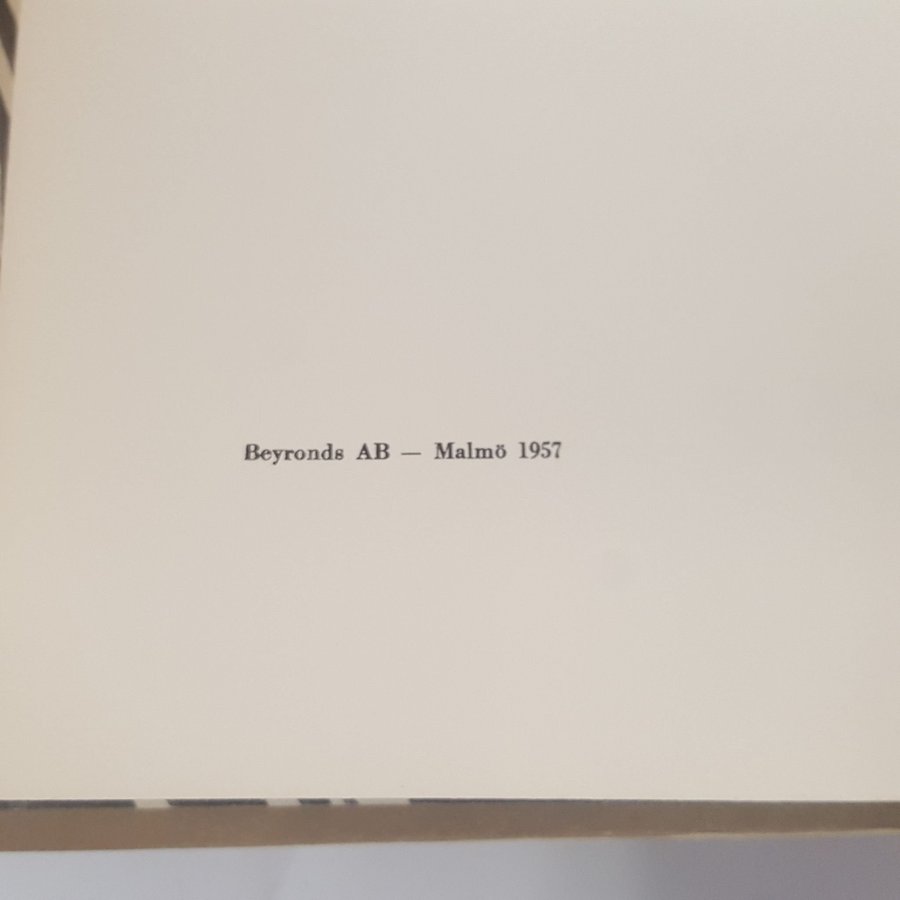 Beyronds AB — Malmö 1957